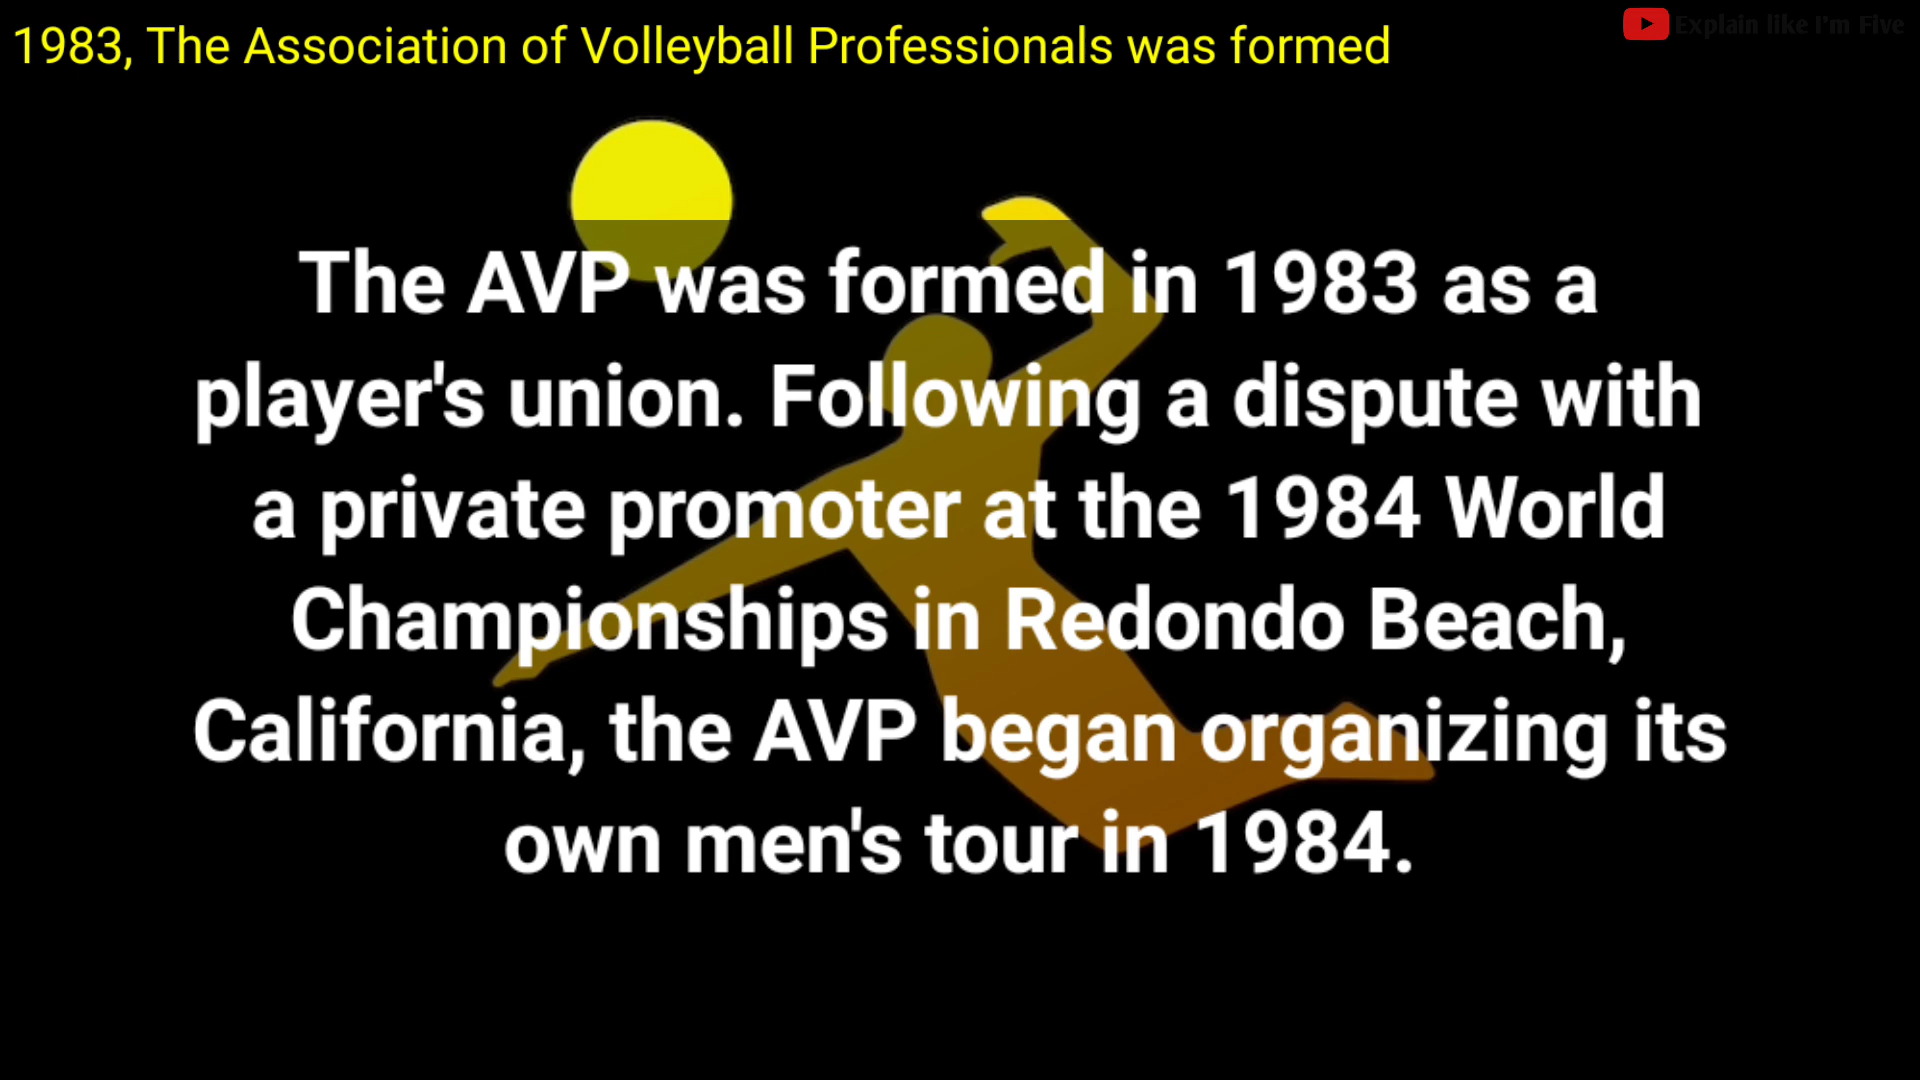 1983, The Association of Volleyball Professionals was formed
Explain like I'm Five
The AVP was formed in 1983 as a
player's union. Following a dispute with
a private promoter at the 1984 World
Championships in Redondo Beach,
California, the AVP began organizing its
own men's tour in 1984.